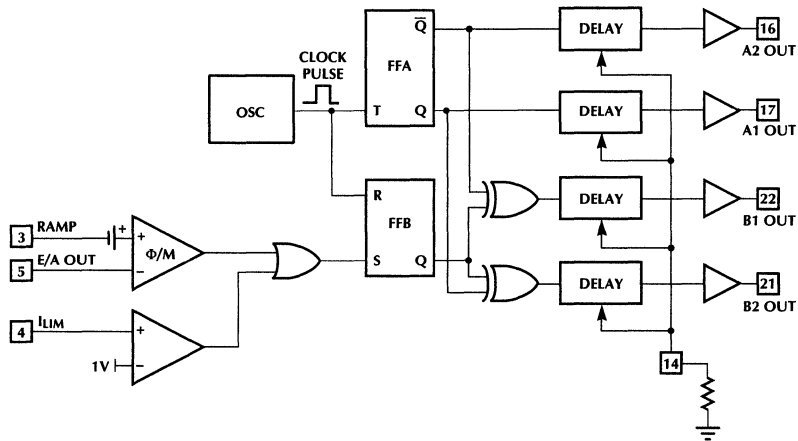 Q̅
DELAY
16
A2 OUT
CLOCK
PULSE
FFA
OSC
T
Q
DELAY
17
A1 OUT
R
FFB
S
Q
DELAY
22
B1 OUT
3
RAMP
+
+
Φ/M
5
E/A OUT
–
DELAY
21
B2 OUT
4
ILIM
+
1V
–
14